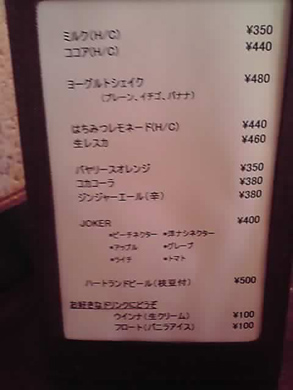 ミルク(H/C) ¥350
ココア(H/C) ¥440
ヨーグルトシェイク ¥480
(プレーン、イチゴ、バナナ)
はちみつレモネード(H/C) ¥440
生レスカ ¥460
バヤリースオレンジ ¥350
コカコーラ ¥380
ジンジャーエール(辛) ¥380
JOKER ¥400
•ピーチネクター •洋ナシネクター
•アップル •グレープ
•ライチ •トマト
ハートランドビール(枝豆付) ¥500
お好きなドリンクにどうぞ
ウインナ(生クリーム) ¥100
フロート(バニラアイス) ¥100